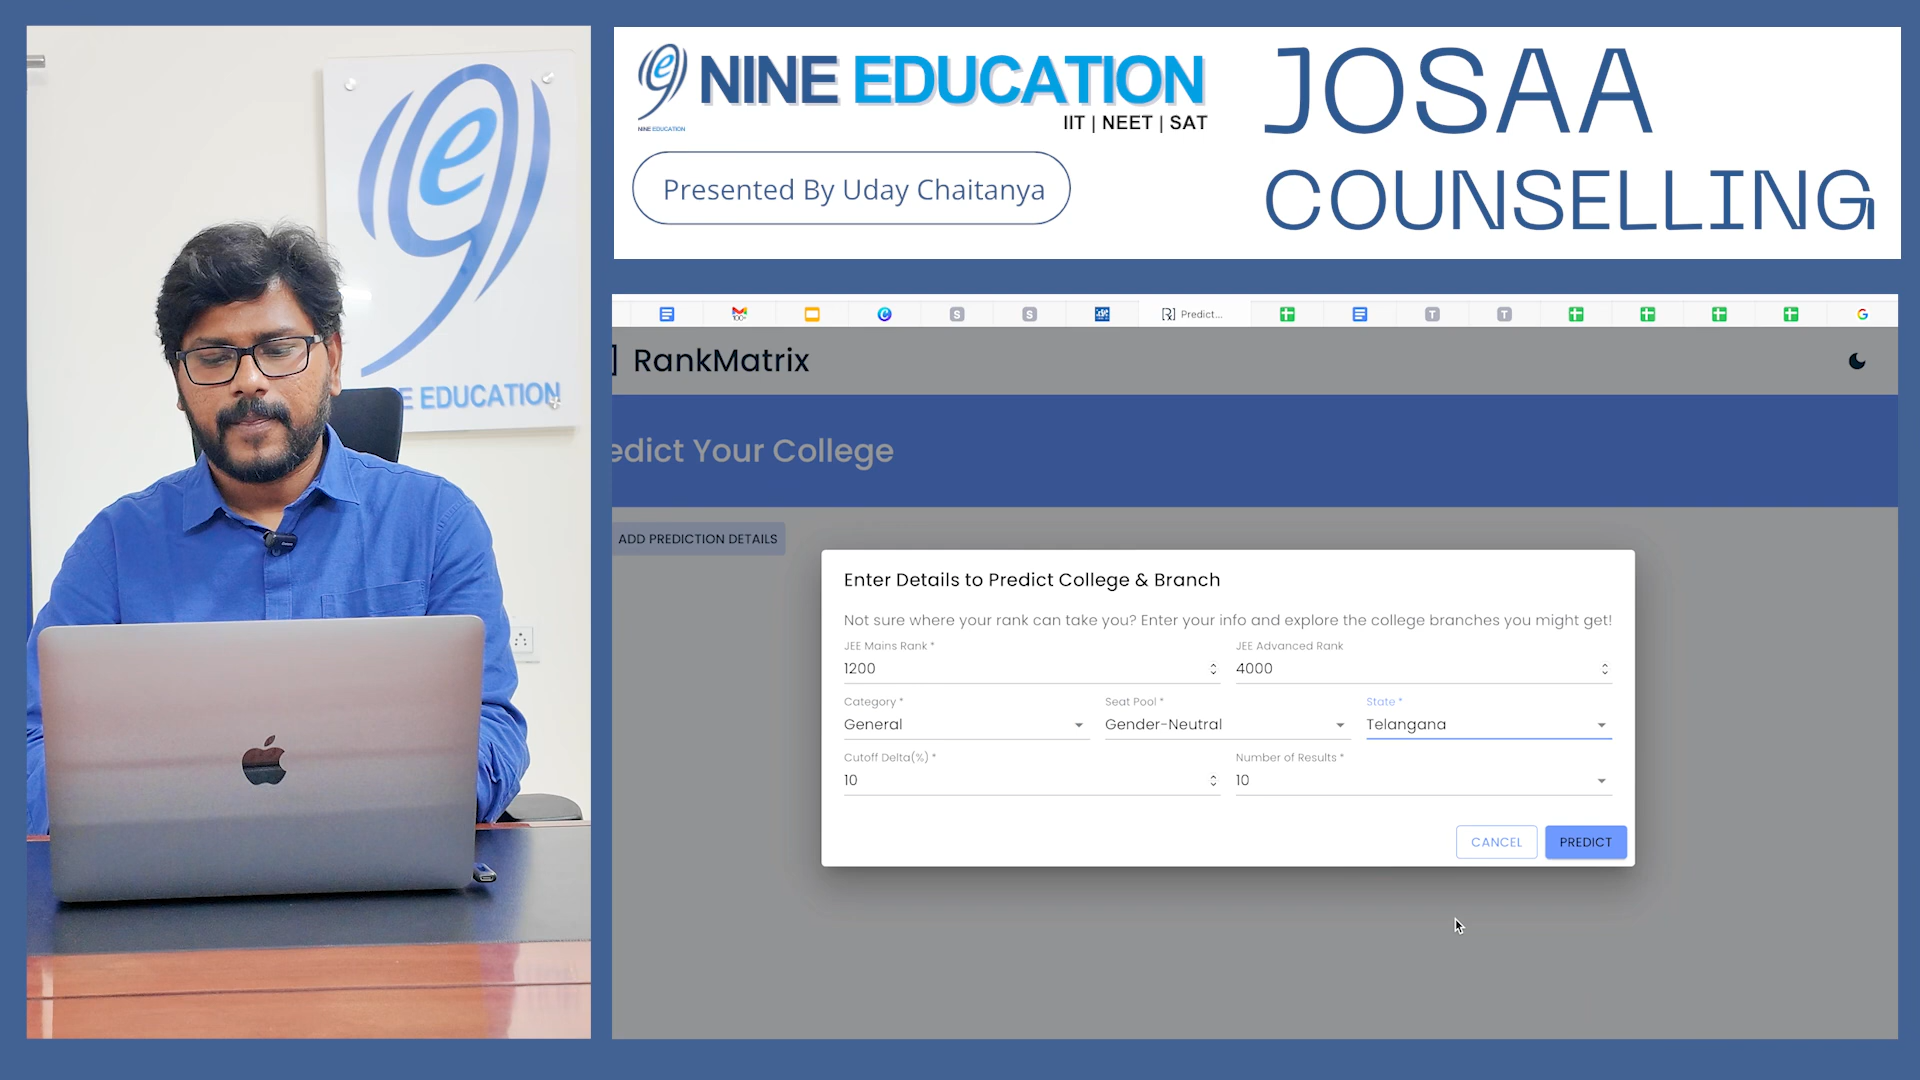 e
NINE EDUCATION
E EDUCATION
NINE EDUCATION
IIT | NEET | SAT
Presented By Uday Chaitanya
JOSAA
COUNSELLING
Predict...
RankMatrix
edict Your College
ADD PREDICTION DETAILS
Enter Details to Predict College & Branch
Not sure where your rank can take you? Enter your info and explore the college branches you might get!
JEE Mains Rank *
1200
JEE Advanced Rank
4000
Category *
General
Seat Pool *
Gender-Neutral
State *
Telangana
Cutoff Delta(%) *
10
Number of Results *
10
CANCEL
PREDICT